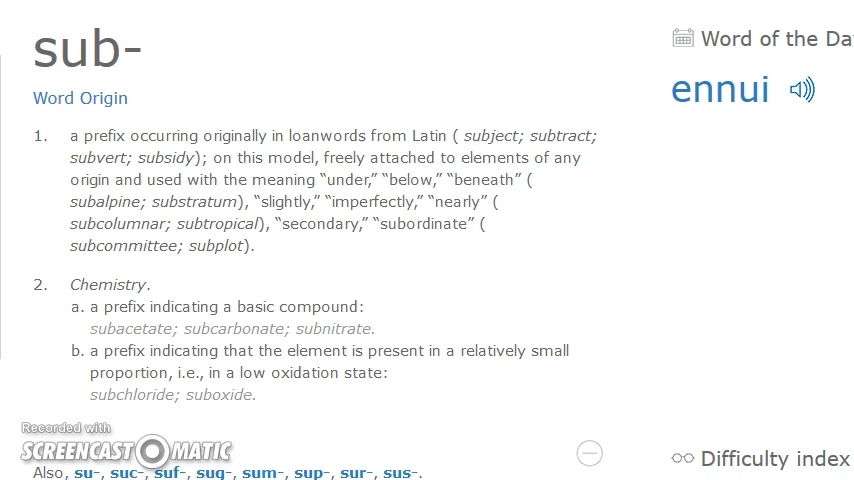 sub-
Word Origin
1. a prefix occurring originally in loanwords from Latin ( subject; subtract;
subvert; subsidy); on this model, freely attached to elements of any
origin and used with the meaning “under,” “below,” “beneath” (
subalpine; substratum), “slightly,” “imperfectly,” “nearly” (
subcolumnar; subtropical), “secondary,” “subordinate” (
subcommittee; subplot).
2. Chemistry.
a. a prefix indicating a basic compound:
subacetate; subcarbonate; subnitrate.
b. a prefix indicating that the element is present in a relatively small
proportion, i.e., in a low oxidation state:
subchloride; suboxide.
Recorded with
SCREENCAST MATIC
Also, su-, suc-, suf-, sug-, sum-, sup-, sur-, sus-.
Word of the Da
ennui
Difficulty index